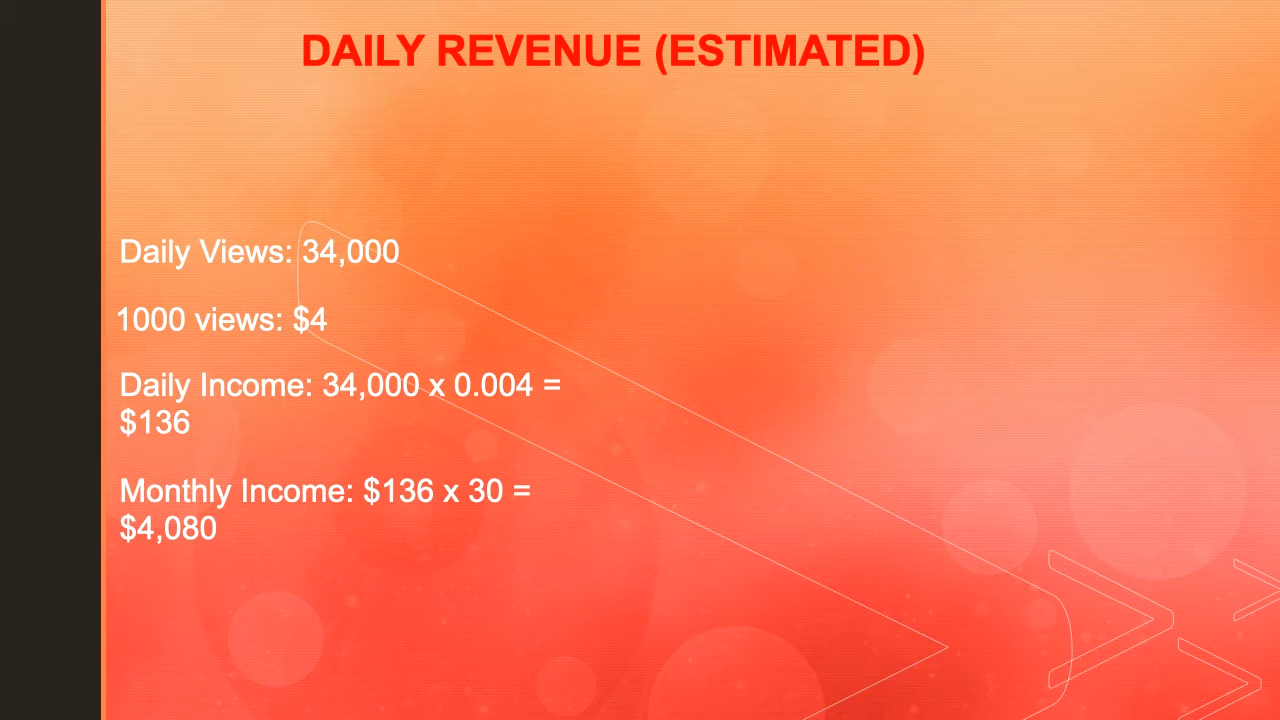 DAILY REVENUE (ESTIMATED)
Daily Views: 34,000
1000 views: $4
Daily Income: 34,000 x 0.004 =
$136
Monthly Income: $136 x 30 =
$4,080